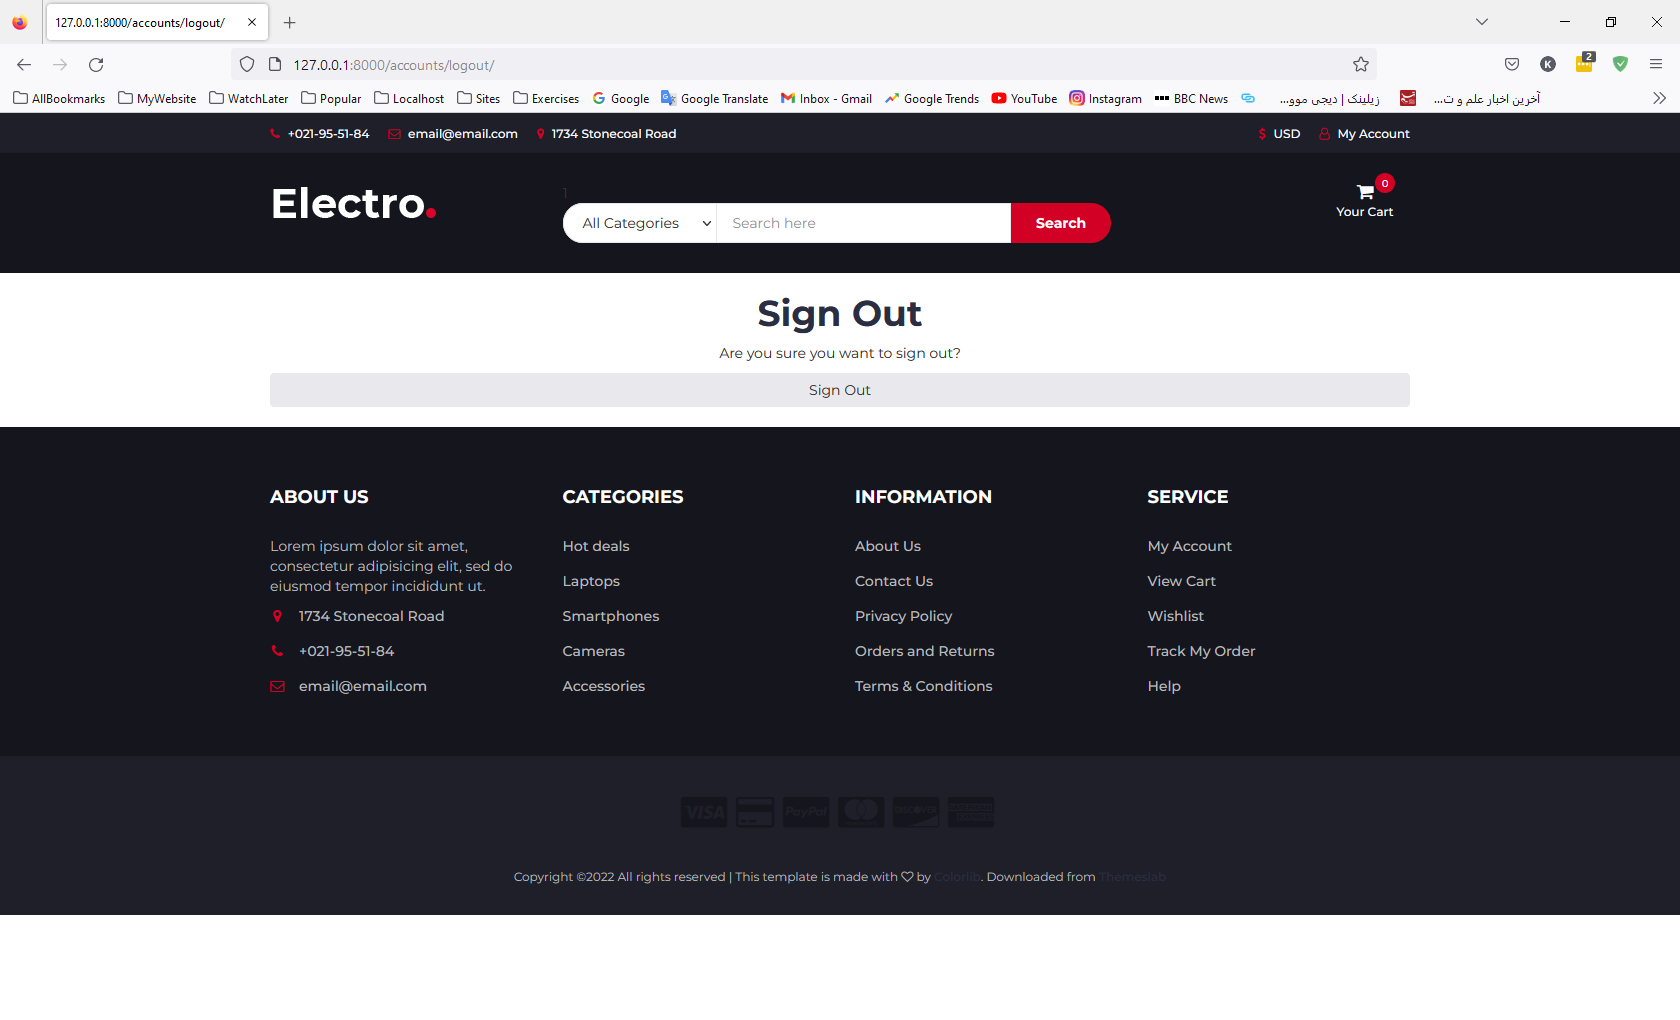 127.0.0.1:8000/accounts/logout/
127.0.0.1:8000/accounts/logout/
K
2
AllBookmarks MyWebsite WatchLater Popular Localhost Sites Exercises Google Google Translate Inbox - Gmail Google Trends YouTube Instagram BBC News زیلینک | دیجی موو... آخرین اخبار علم و ت...
+021-95-51-84 email@email.com 1734 Stonecoal Road $ USD My Account
Electro.
1
All Categories Search here Search
0
Your Cart
Sign Out
Are you sure you want to sign out?
Sign Out
ABOUT US
Lorem ipsum dolor sit amet,
consectetur adipisicing elit, sed do
eiusmod tempor incididunt ut.
1734 Stonecoal Road
+021-95-51-84
email@email.com
CATEGORIES
Hot deals
Laptops
Smartphones
Cameras
Accessories
INFORMATION
About Us
Contact Us
Privacy Policy
Orders and Returns
Terms & Conditions
SERVICE
My Account
View Cart
Wishlist
Track My Order
Help
VISA PayPal DISCOVER AMERICAN EXPRESS
Copyright ©2022 All rights reserved | This template is made with ♡ by Colorlib. Downloaded from Themeslab